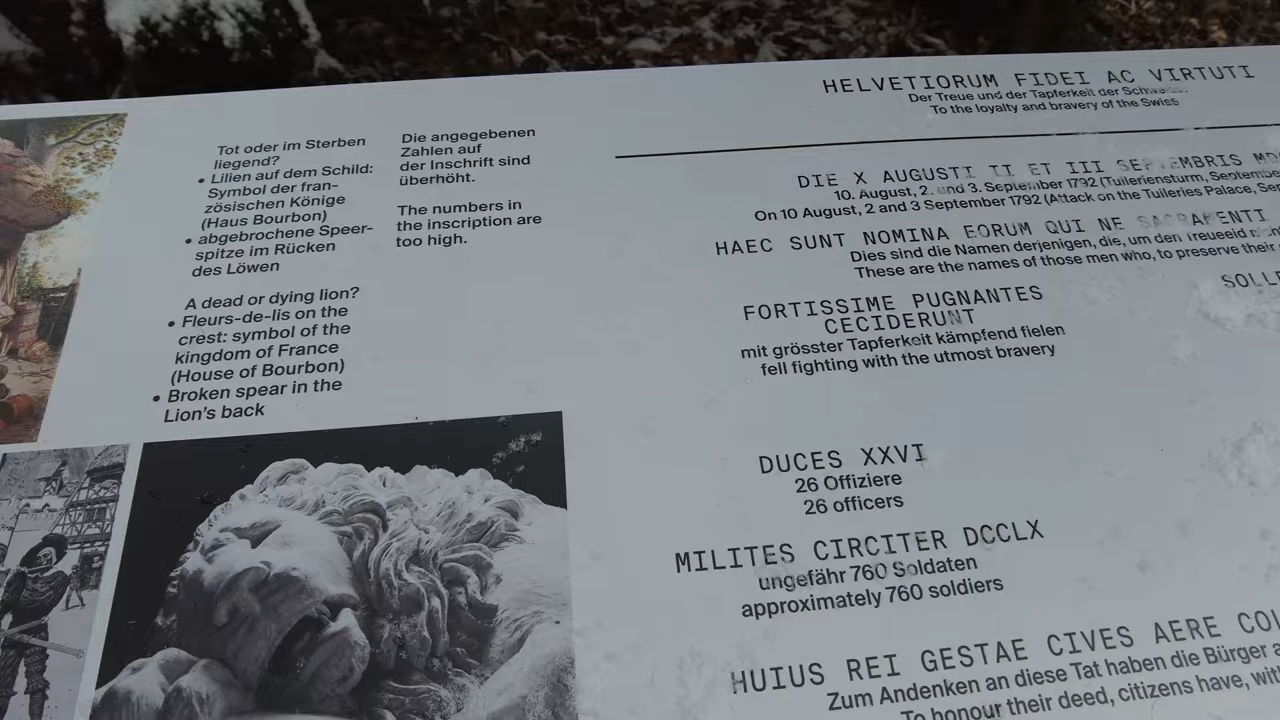 Tot oder im Sterben
liegend?
• Lilien auf dem Schild:
Symbol der fran-
zösischen Könige
(Haus Bourbon)
• abgebrochene Speer-
spitze im Rücken
des Löwen
A dead or dying lion?
• Fleurs-de-lis on the
crest: symbol of the
kingdom of France
(House of Bourbon)
• Broken spear in the
Lion's back
Die angegebenen
Zahlen auf
der Inschrift sind
überhöht.
The numbers in
the inscription are
too high.
HELVETIORUM FIDEI AC VIRTUTI
Der Treue und der Tapferkeit der
To the loyalty and bravery of the Swiss
DIE X AUGUSTI II ET III SEPTEMBRIS
10. August, 2. und 3. September 1792 (Tuileriensturm,
On 10 August, 2 and 3 September 1792 (Attack on the Tuileries Palace,
HAEC SUNT NOMINA EORUM QUI NE SACRAMENTI
Dies sind die Namen derjenigen, die, um den Treueeid
These are the names of those men who, to preserve their
FORTISSIME PUGNANTES
CECIDERUNT
mit grösster Tapferkeit kämpfend fielen
fell fighting with the utmost bravery
DUCES XXVI
26 Offiziere
26 officers
MILITES CIRCITER DCCLX
ungefähr 760 Soldaten
approximately 760 soldiers
HUIUS REI GESTAE CIVES AERE
Zum Andenken an diese Tat haben die Bürger
To honour their deed, citizens have,